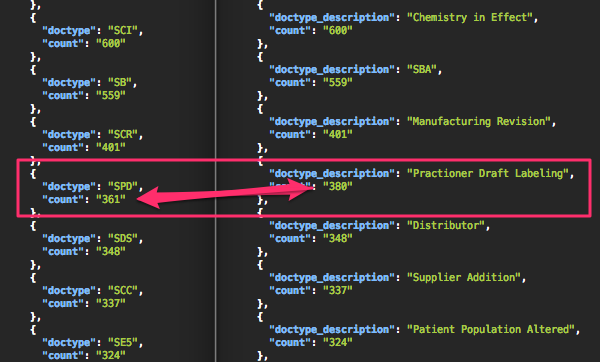 },
{
"doctype": "SCI",
"count": "600"
},
{
"doctype": "SB",
"count": "559"
},
{
"doctype": "SCR",
"count": "401"
},
{
"doctype": "SPD",
"count": "361"
},
{
"doctype": "SDS",
"count": "348"
},
{
"doctype": "SCC",
"count": "337"
},
{
"doctype": "SE5",
"count": "324"
{
"doctype_description": "Chemistry in Effect",
"count": "600"
},
{
"doctype_description": "SBA",
"count": "559"
},
{
"doctype_description": "Manufacturing Revision",
"count": "401"
},
{
"doctype_description": "Practioner Draft Labeling",
"count": "380"
},
{
"doctype_description": "Distributor",
"count": "348"
},
{
"doctype_description": "Supplier Addition",
"count": "337"
},
{
"doctype_description": "Patient Population Altered",
"count": "324"
},